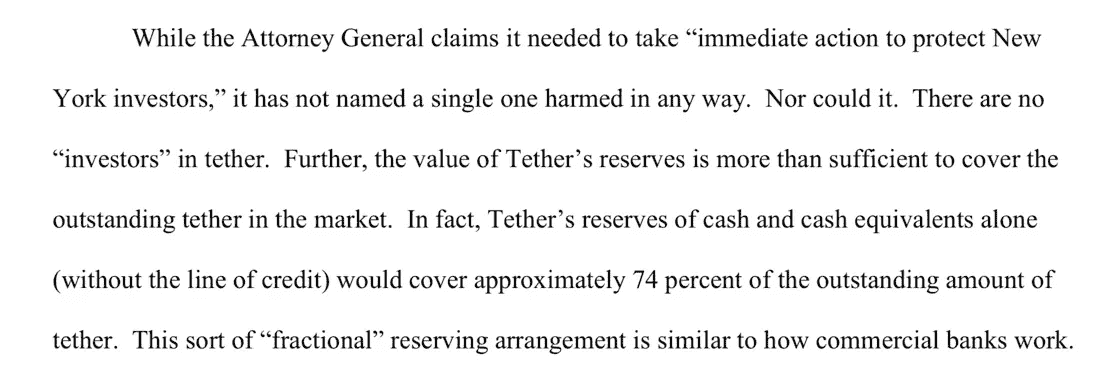 While the Attorney General claims it needed to take “immediate action to protect New
York investors,” it has not named a single one harmed in any way.  Nor could it.  There are no
“investors” in tether.  Further, the value of Tether’s reserves is more than sufficient to cover the
outstanding tether in the market.  In fact, Tether’s reserves of cash and cash equivalents alone
(without the line of credit) would cover approximately 74 percent of the outstanding amount of
tether.  This sort of “fractional” reserving arrangement is similar to how commercial banks work.